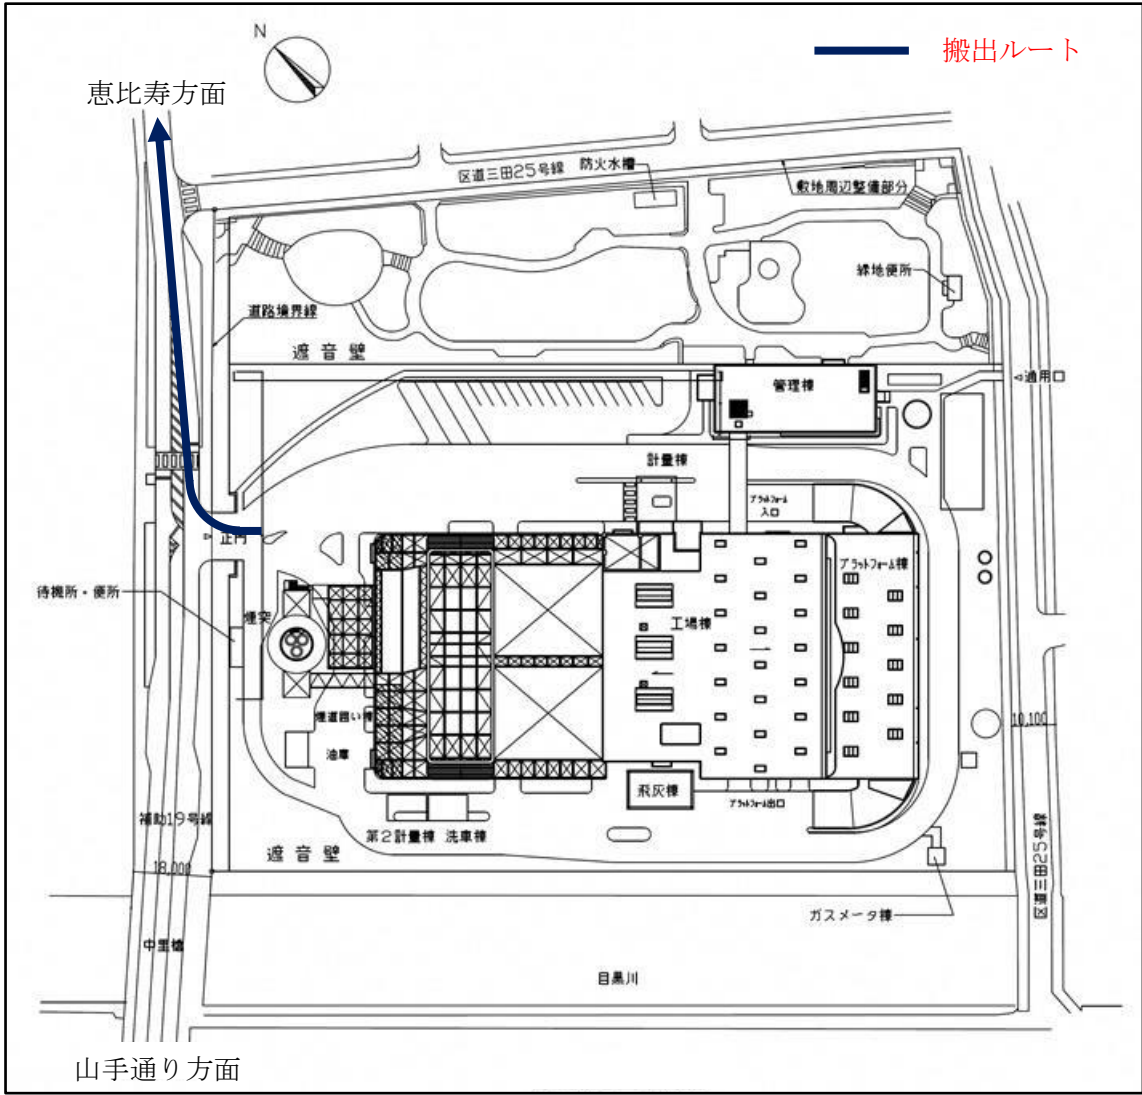 N
搬出ルート
恵比寿方面
区道三田25号線
防火水槽
敷地周辺整備部分
緑地便所
道路境界線
遮音壁
管理棟
通用口
計量棟
プラットフォーム
入口
正門
プラットフォーム棟
待機所・便所
煙突
工場棟
煙道囲い棟
油庫
10,100
飛灰棟
プラットフォーム出口
補助19号線
第2計量棟 洗車棟
遮音壁
18,000
区道三田25号線
ガスメータ棟
目黒川
山手通り方面